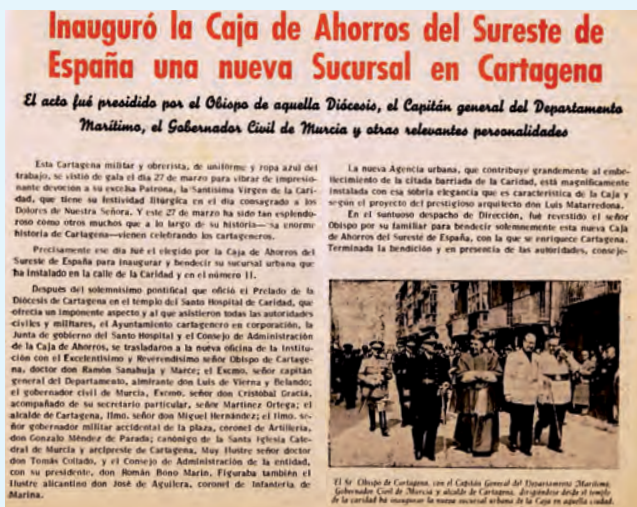 Inauguró la Caja de Ahorros del Sureste de
España una nueva Sucursal en Cartagena
El acto fué presidido por el Obispo de aquella Diócesis, el Capitán general del Departamento
Marítimo, el Gobernador Civil de Murcia y otras relevantes personalidades
Esta Cartagena militar y obrerista, de uniforme y ropa azul del
trabajo, se vistió de gala el día 27 de marzo para vibrar de impresio-
nante devoción a su excelsa Patrona, la Santísima Virgen de la Cari-
dad, que tiene su festividad litúrgica en el día consagrado a los
Dolores de Nuestra Señora. Y este 27 de marzo ha sido tan esplendo-
roso como otros muchos que a lo largo de su historia—su enorme
historia de Cartagena—vienen celebrando los cartageneros.
Precisamente ese día fué el elegido por la Caja de Ahorros del
Sureste de España para inaugurar y bendecir su sucursal urbana que
ha instalado en la calle de la Caridad y en el número 11.
Después del solemnísimo pontifical que ofició el Prelado de la
Diócesis de Cartagena en el templo del Santo Hospital de Caridad, que
ofrecía un imponente aspecto y al que asistieron todas las autoridades
civiles y militares, el Ayuntamiento cartagenero en corporación, la
Junta de gobierno del Santo Hospital y el Consejo de Administración
de la Caja de Ahorros, se trasladaron a la nueva oficina de la Institu-
ción con el Excelentísimo y Reverendísimo señor Obispo de Cartage-
na, doctor don Ramón Sanahuja y Marce; el Excmo. señor capitán
general del Departamento, almirante don Luis de Vierna y Belando;
el gobernador civil de Murcia, Excmo. señor don Cristóbal Gracia,
acompañado de su secretario particular, señor Martínez Ortega; el
alcalde de Cartagena, Ilmo. señor don Miguel Hernández; el Ilmo. se-
ñor gobernador militar accidental de la plaza, coronel de Artillería,
don Gonzalo Méndez de Parada; canónigo de la Santa Iglesia Cate-
dral de Murcia y arcipreste de Cartagena, Muy Ilustre señor doctor
don Tomás Collado, y el Consejo de Administración de la entidad,
con su presidente, don Román Bono Marín. Figuraba también el
ilustre alicantino don José de Aguilera, coronel de Infantería de
Marina.
La nueva Agencia urbana, que contribuye grandemente al embe-
llecimiento de la citada barriada de la Caridad, está magníficamente
instalada con esa sobria elegancia que es característica de la Caja y
según el proyecto del prestigioso arquitecto don Luis Matarredona.
En el suntuoso despacho de Dirección, fué revestido el señor
Obispo por su familiar para bendecir solemnemente esta nueva Caja
de Ahorros del Sureste de España, con la que se enriquece Cartagena.
Terminada la bendición y en presencia de las autoridades, conseje-
El Sr. Obispo de Cartagena, con el Capitán General del Departamento Marítimo,
Gobernador Civil de Murcia y alcalde de Cartagena, dirigiéndose desde el templo
de la caridad ha inaugurar la nueva sucursal urbana de la Caja en aquella ciudad.